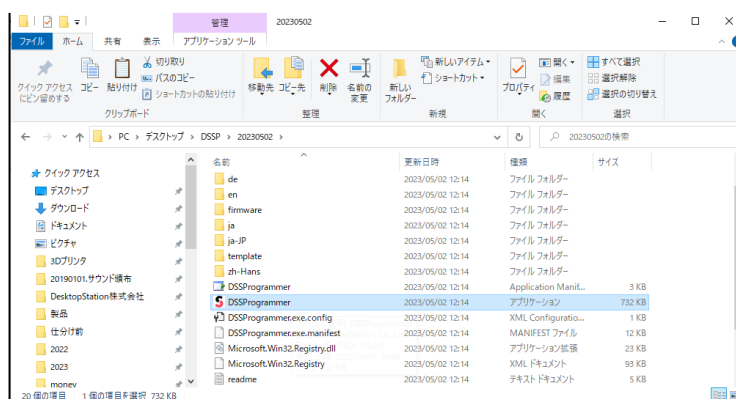 管理 20230502
ファイル ホーム 共有 表示 アプリケーション ツール
クイック アクセス
にピン留めする
コピー
貼り付け
切り取り
パスのコピー
ショートカットの貼り付け
クリップボード
移動先
コピー先
削除
名前の
変更
整理
新しい
フォルダー
新しいアイテム
ショートカット
新規
プロパティ
開く
編集
履歴
開く
すべて選択
選択解除
選択の切り替え
選択
PC > デスクトップ > DSSP > 20230502 >
20230502の検索
クイック アクセス
デスクトップ
ダウンロード
ドキュメント
ピクチャ
3Dプリンタ
20190101.サウンド頒布
DesktopStation株式会社
製品
仕分け前
2022
2023
money
名前 更新日時 種類 サイズ
de 2023/05/02 12:14 ファイル フォルダー
en 2023/05/02 12:14 ファイル フォルダー
firmware 2023/05/02 12:14 ファイル フォルダー
ja 2023/05/02 12:14 ファイル フォルダー
ja-JP 2023/05/02 12:14 ファイル フォルダー
template 2023/05/02 12:14 ファイル フォルダー
zh-Hans 2023/05/02 12:14 ファイル フォルダー
DSSProgrammer 2023/05/02 12:14 Application Manif... 3 KB
DSSProgrammer 2023/05/02 12:14 アプリケーション 732 KB
DSSProgrammer.exe.config 2023/05/02 12:14 XML Configuratio... 1 KB
DSSProgrammer.exe.manifest 2023/05/02 12:14 MANIFEST ファイル 12 KB
Microsoft.Win32.Registry.dll 2023/05/02 12:14 アプリケーション拡張 23 KB
Microsoft.Win32.Registry 2023/05/02 12:14 XML ドキュメント 93 KB
readme 2023/05/02 12:14 テキスト ドキュメント 5 KB
20 個の項目 1 個の項目を選択 732 KB